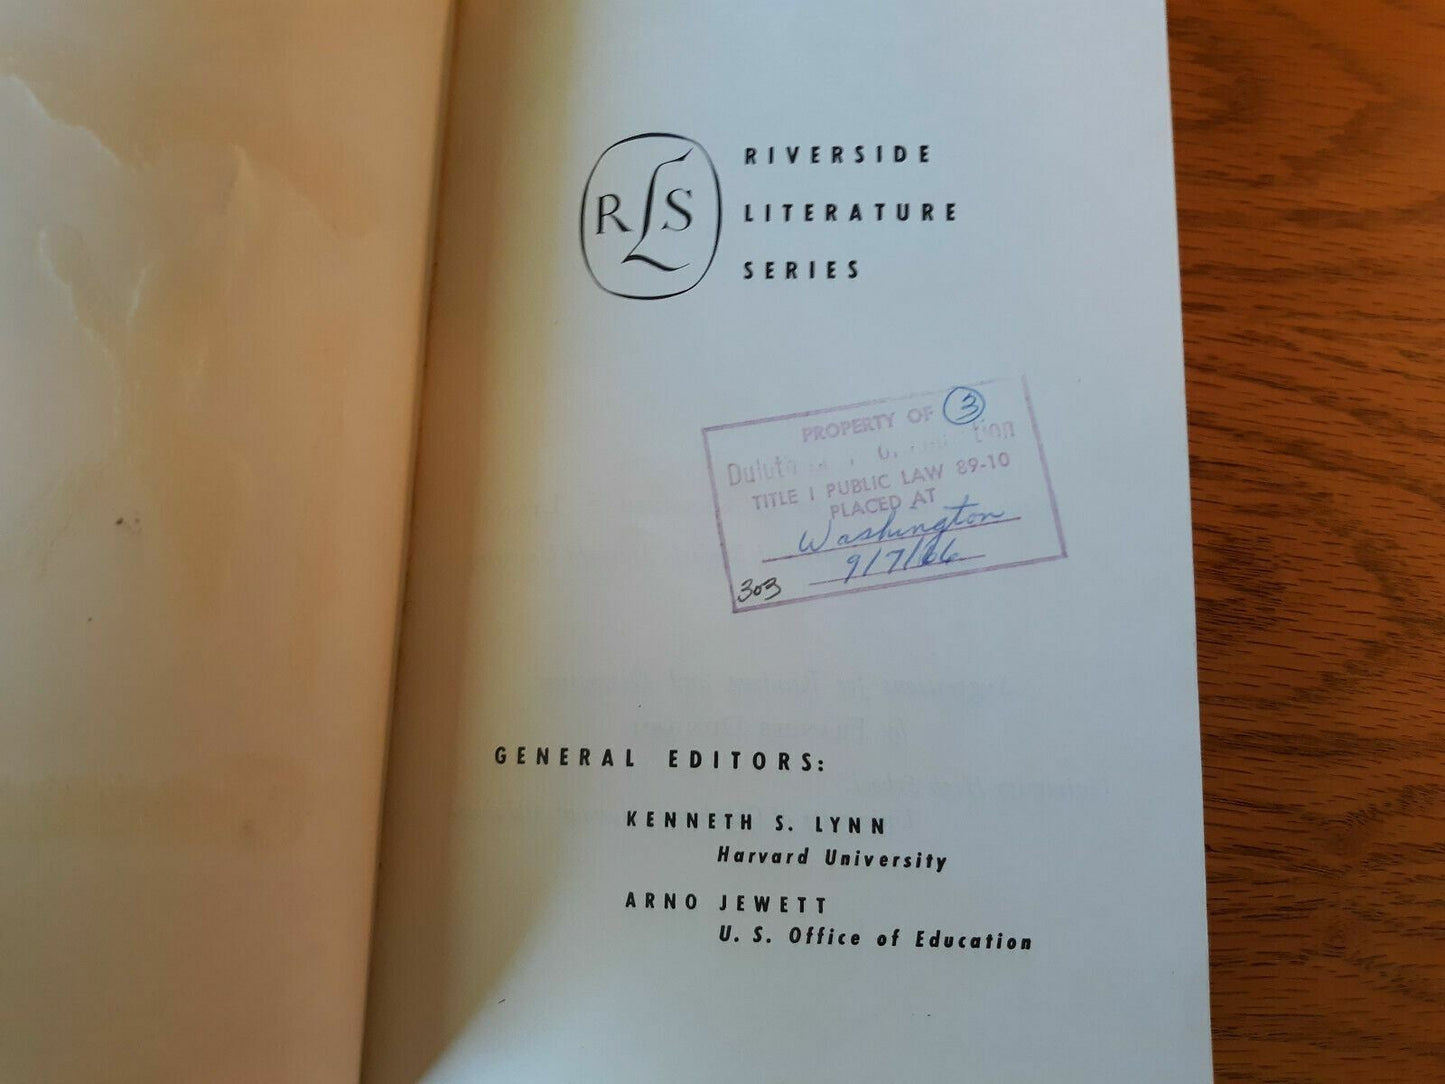 RLS
RIVERSIDE
LITERATURE
SERIES
PROPERTY OF 3
TITLE I PUBLIC LAW 89-10
PLACED AT
Washington
9/7/66
303
GENERAL EDITORS:
KENNETH S. LYNN
Harvard University
ARNO JEWETT
U. S. Office of Education